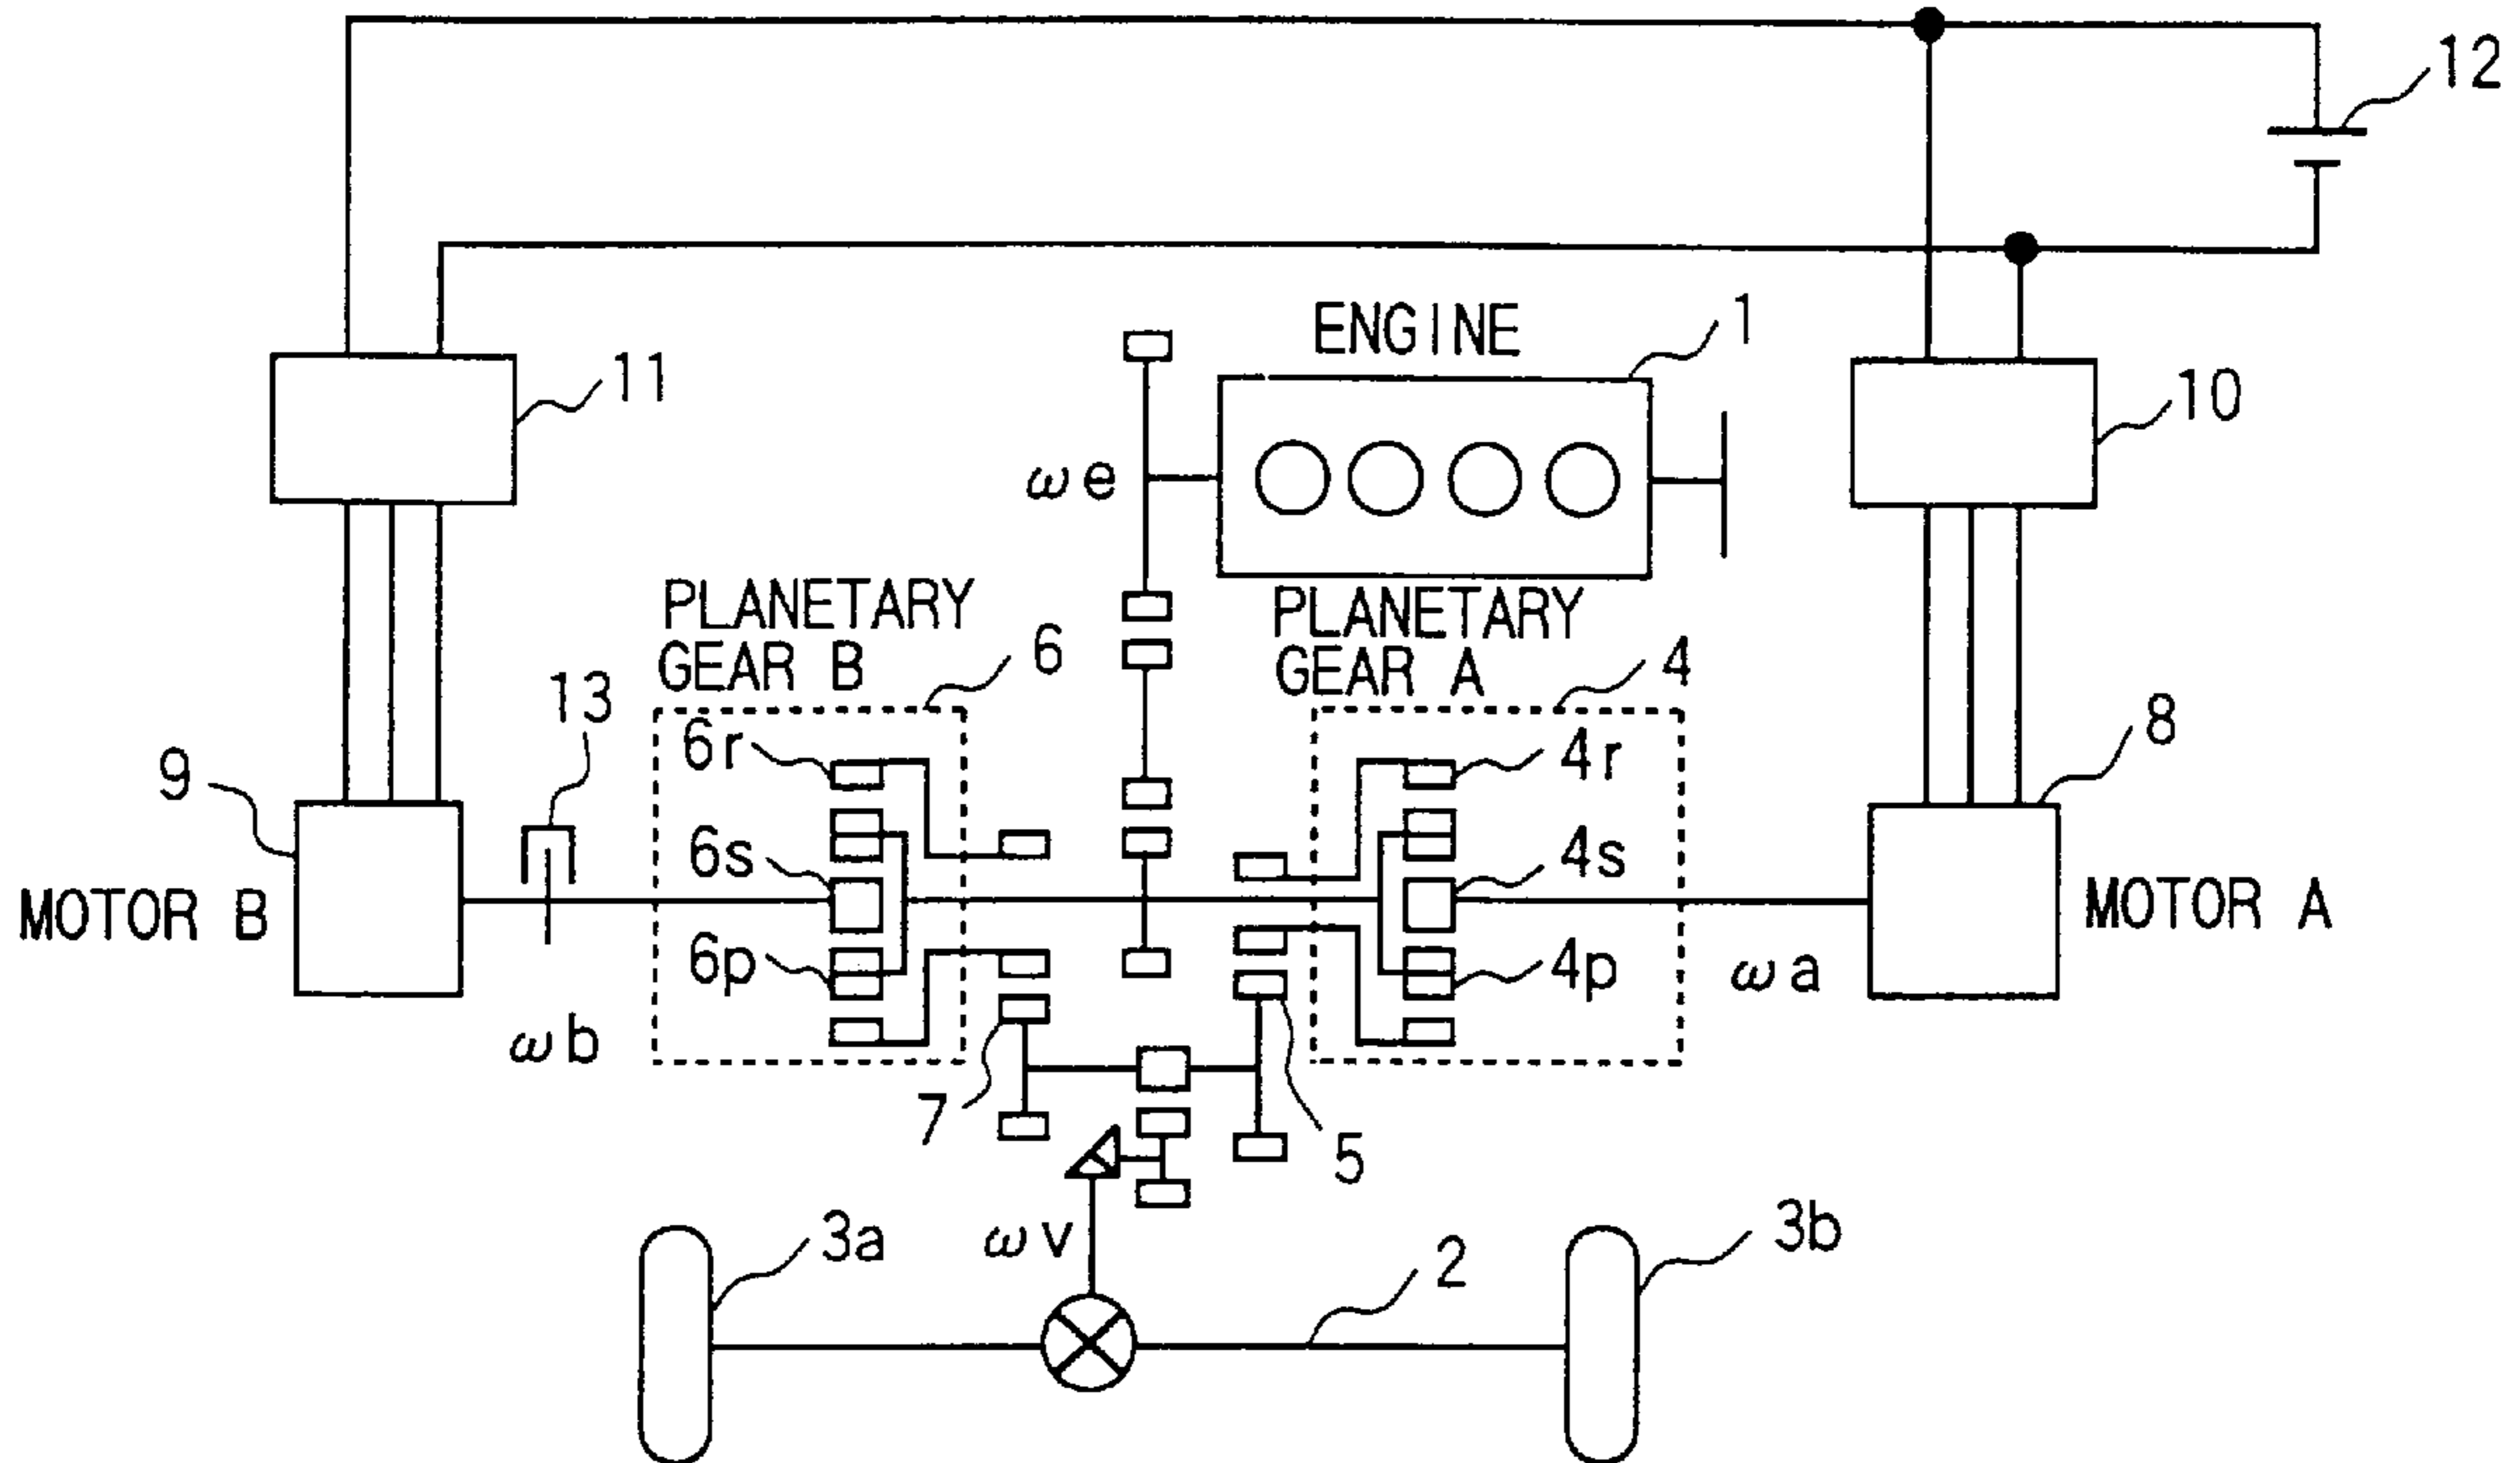 12
ENGINE
1
11
10
ωe
PLANETARY
GEAR B
6
PLANETARY
GEAR A
4
13
8
9
6r
4r
6s
4s
MOTOR B
MOTOR A
6p
4p
ωa
ωb
7
5
3a
ωv
2
3b